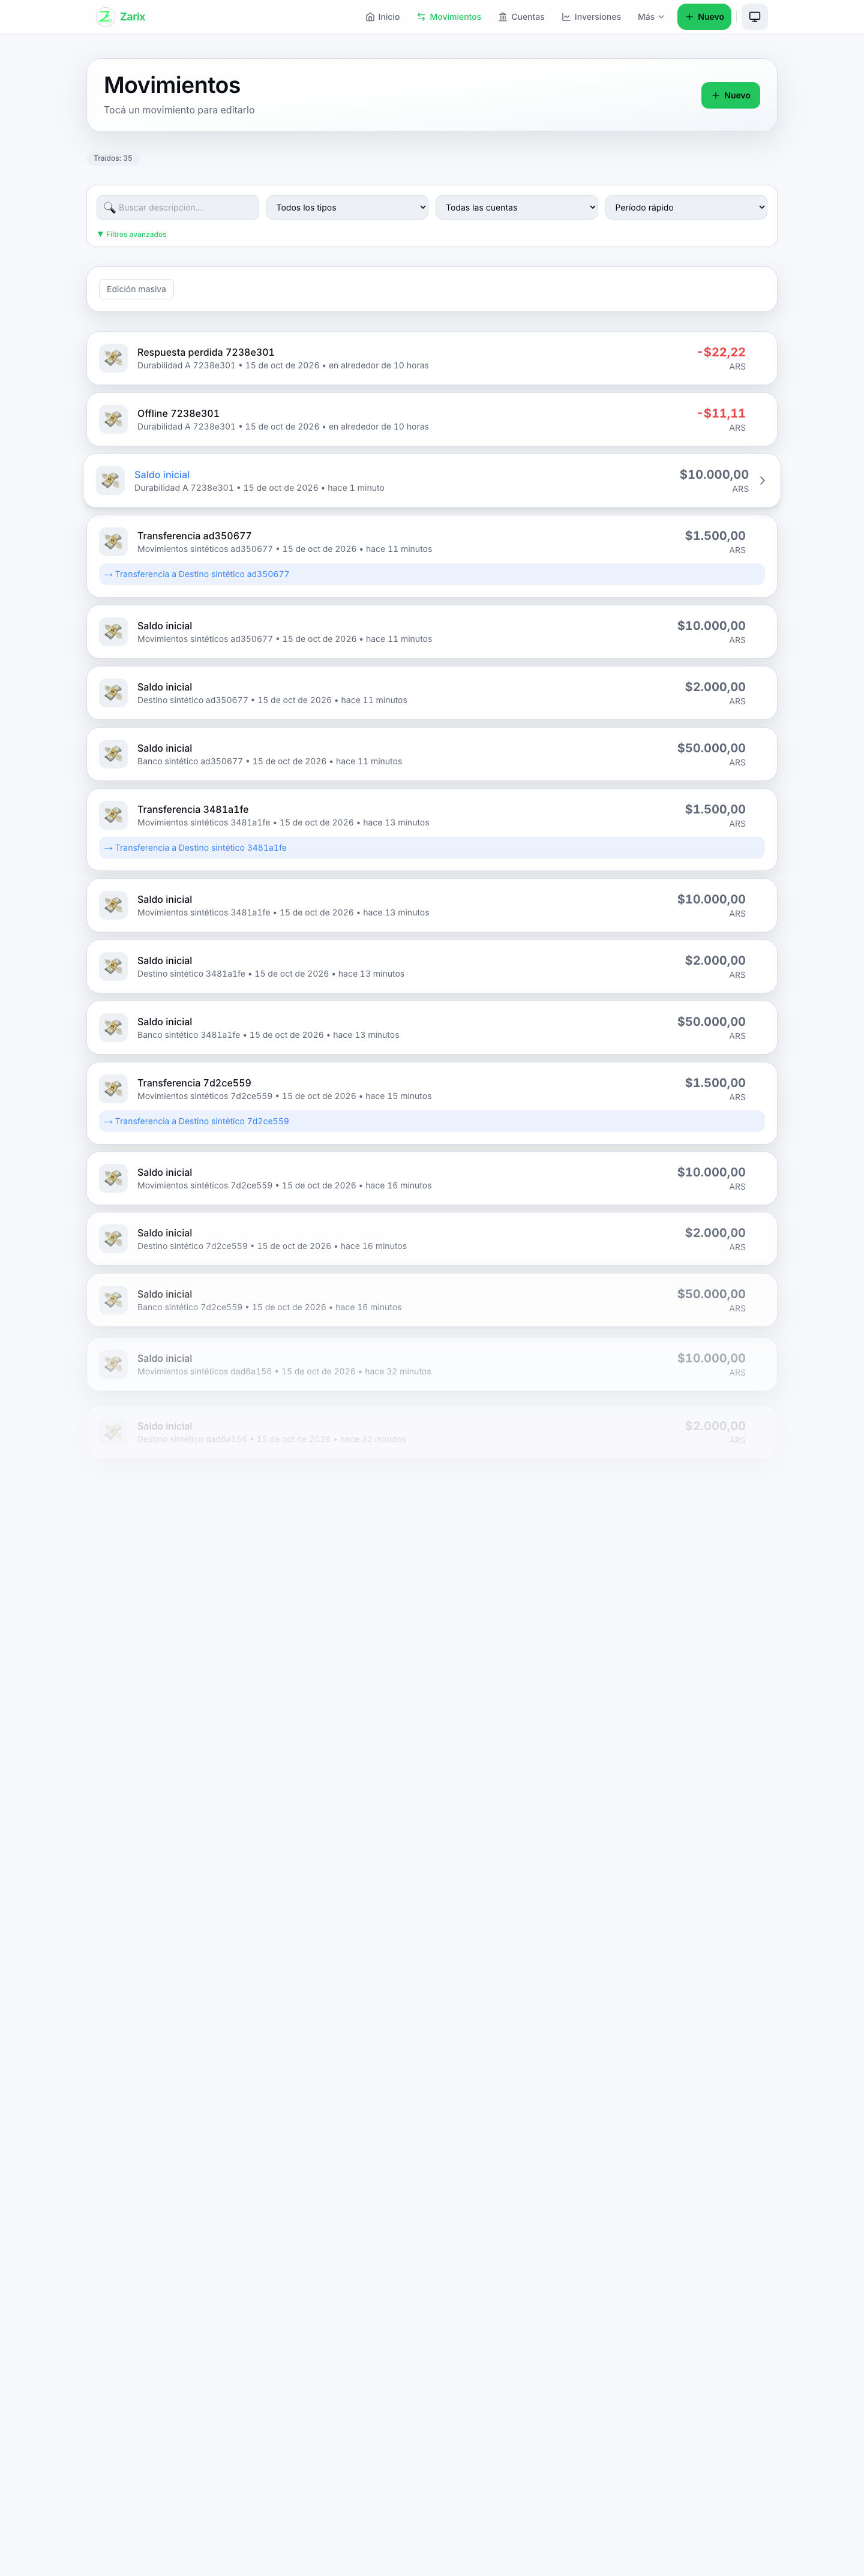 Zarix
Inicio
Movimientos
Cuentas
Inversiones
Más
Nuevo
Movimientos
Tocá un movimiento para editarlo
Nuevo
Traídos: 35
Buscar descripción...
Todos los tipos
Todas las cuentas
Período rápido
▼ Filtros avanzados
Edición masiva
Respuesta perdida 7238e301
-$22,22
Durabilidad A 7238e301 • 15 de oct de 2026 • en alrededor de 10 horas
ARS
Offline 7238e301
-$11,11
Durabilidad A 7238e301 • 15 de oct de 2026 • en alrededor de 10 horas
ARS
Saldo inicial
$10.000,00
Durabilidad A 7238e301 • 15 de oct de 2026 • hace 1 minuto
ARS
Transferencia ad350677
$1.500,00
Movimientos sintéticos ad350677 • 15 de oct de 2026 • hace 11 minutos
ARS
→ Transferencia a Destino sintético ad350677
Saldo inicial
$10.000,00
Movimientos sintéticos ad350677 • 15 de oct de 2026 • hace 11 minutos
ARS
Saldo inicial
$2.000,00
Destino sintético ad350677 • 15 de oct de 2026 • hace 11 minutos
ARS
Saldo inicial
$50.000,00
Banco sintético ad350677 • 15 de oct de 2026 • hace 11 minutos
ARS
Transferencia 3481a1fe
$1.500,00
Movimientos sintéticos 3481a1fe • 15 de oct de 2026 • hace 13 minutos
ARS
→ Transferencia a Destino sintético 3481a1fe
Saldo inicial
$10.000,00
Movimientos sintéticos 3481a1fe • 15 de oct de 2026 • hace 13 minutos
ARS
Saldo inicial
$2.000,00
Destino sintético 3481a1fe • 15 de oct de 2026 • hace 13 minutos
ARS
Saldo inicial
$50.000,00
Banco sintético 3481a1fe • 15 de oct de 2026 • hace 13 minutos
ARS
Transferencia 7d2ce559
$1.500,00
Movimientos sintéticos 7d2ce559 • 15 de oct de 2026 • hace 15 minutos
ARS
→ Transferencia a Destino sintético 7d2ce559
Saldo inicial
$10.000,00
Movimientos sintéticos 7d2ce559 • 15 de oct de 2026 • hace 16 minutos
ARS
Saldo inicial
$2.000,00
Destino sintético 7d2ce559 • 15 de oct de 2026 • hace 16 minutos
ARS
Saldo inicial
$50.000,00
Banco sintético 7d2ce559 • 15 de oct de 2026 • hace 16 minutos
ARS
Saldo inicial
$10.000,00
Movimientos sintéticos dad6a156 • 15 de oct de 2026 • hace 32 minutos
ARS
Saldo inicial
$2.000,00
Destino sintético dad6a156 • 15 de oct de 2026 • hace 32 minutos
ARS